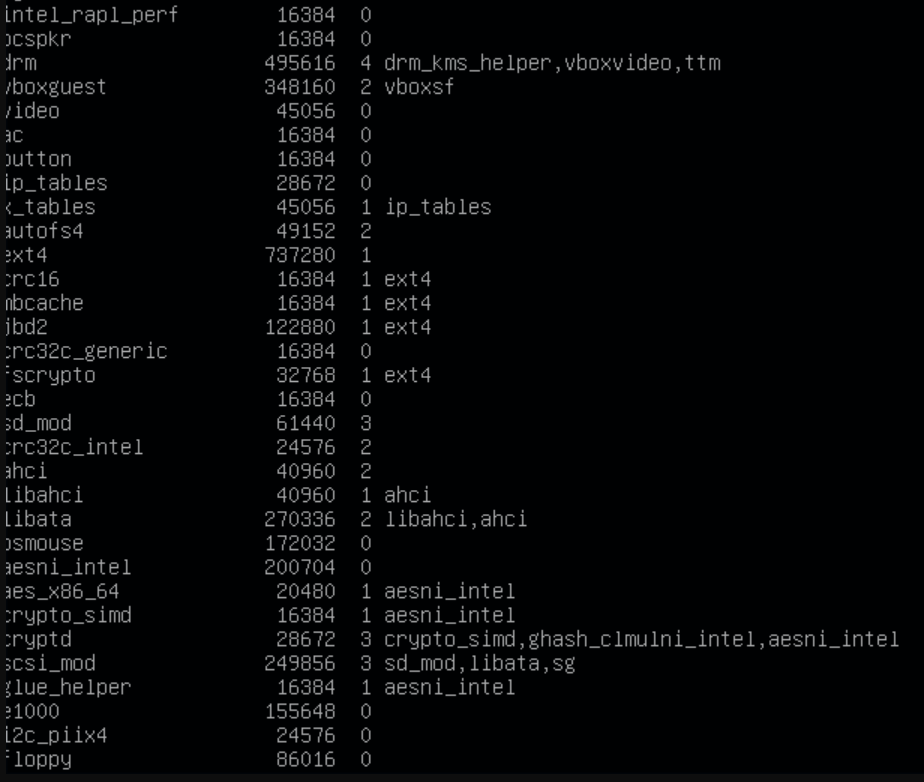 intel_rapl_perf 16384 0
pcspkr 16384 0
drm 495616 4 drm_kms_helper,vboxvideo,ttm
vboxguest 348160 2 vboxsf
video 45056 0
ac 16384 0
button 16384 0
ip_tables 28672 0
x_tables 45056 1 ip_tables
autofs4 49152 2
ext4 737280 1
crc16 16384 1 ext4
mbcache 16384 1 ext4
jbd2 122880 1 ext4
crc32c_generic 16384 0
fscrypto 32768 1 ext4
ecb 16384 0
sd_mod 61440 3
crc32c_intel 24576 2
ahci 40960 2
libahci 40960 1 ahci
libata 270336 2 libahci,ahci
psmouse 172032 0
aesni_intel 200704 0
aes_x86_64 20480 1 aesni_intel
crypto_simd 16384 1 aesni_intel
cryptd 28672 3 crypto_simd,ghash_clmulni_intel,aesni_intel
scsi_mod 249856 3 sd_mod,libata,sg
glue_helper 16384 1 aesni_intel
e1000 155648 0
i2c_piix4 24576 0
floppy 86016 0